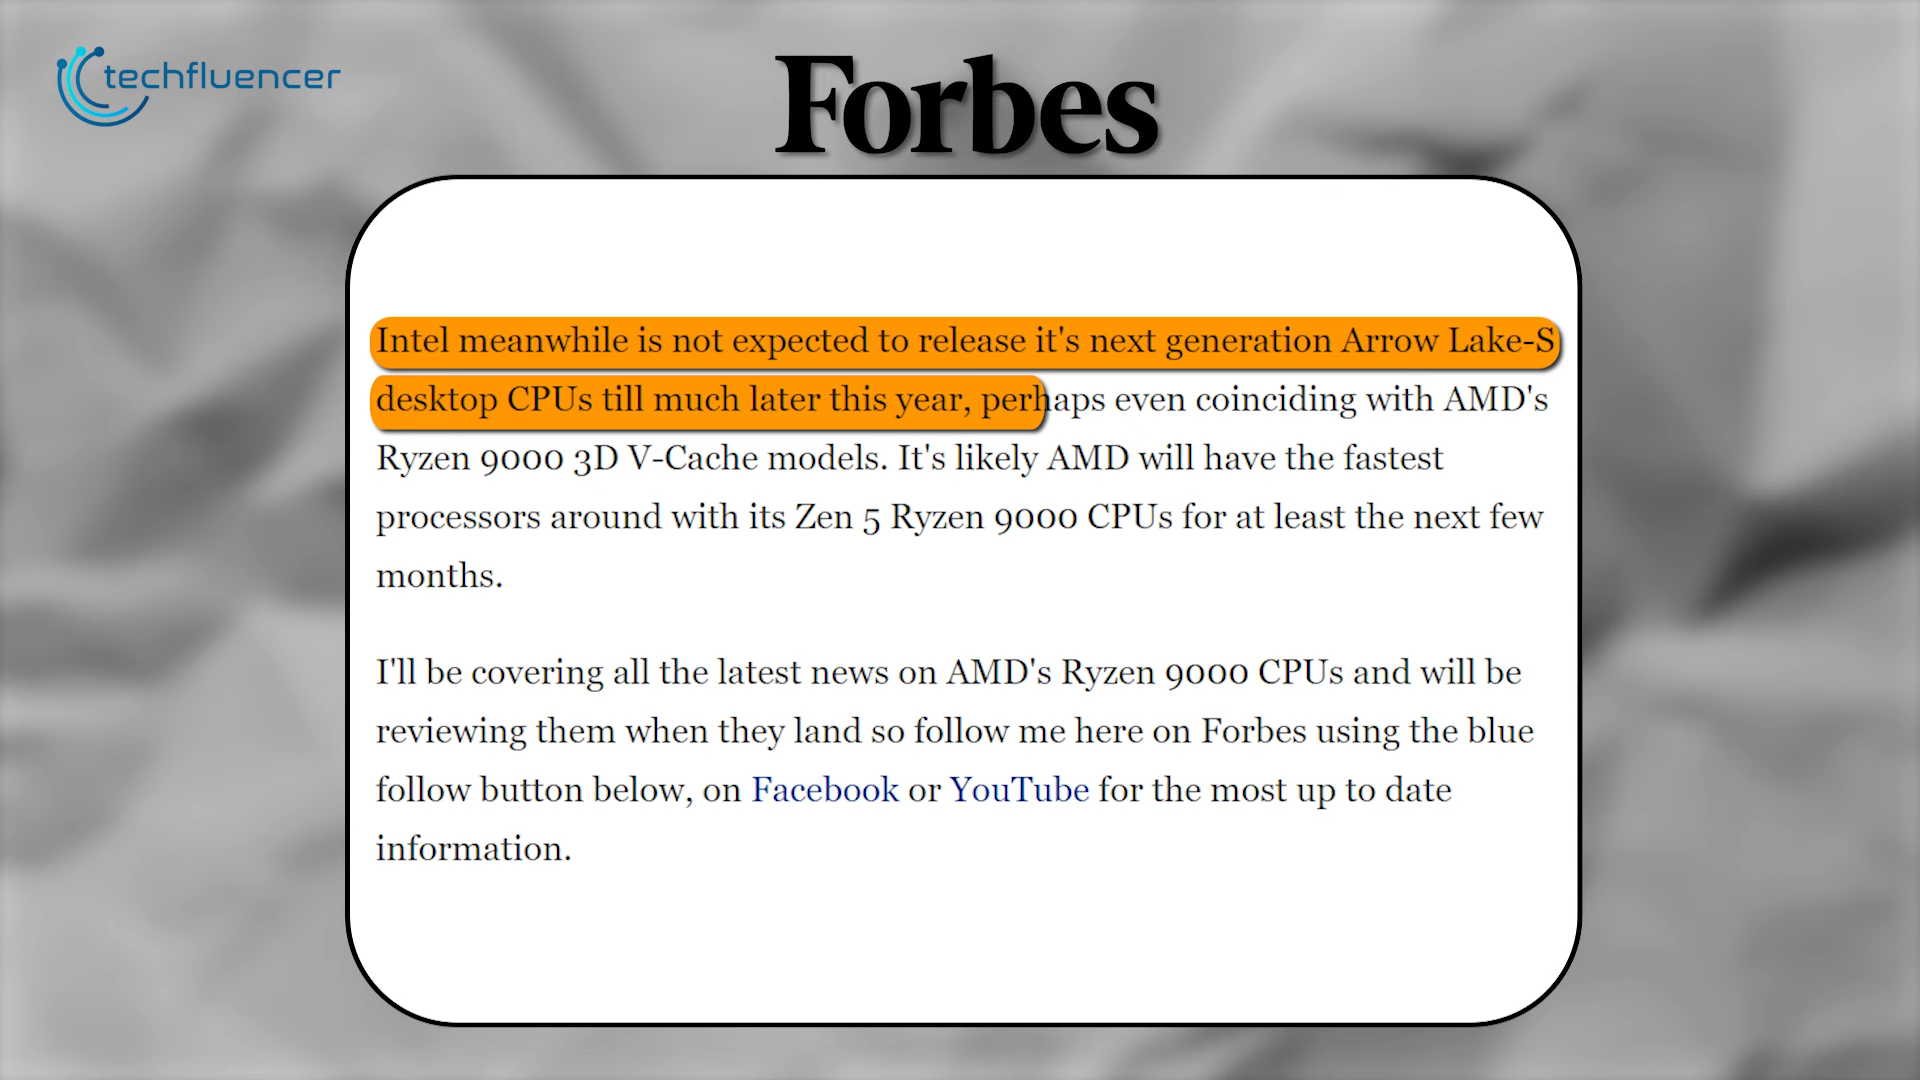 techfluencer
Forbes
Intel meanwhile is not expected to release it's next generation Arrow Lake-S
desktop CPUs till much later this year, perhaps even coinciding with AMD's
Ryzen 9000 3D V-Cache models. It's likely AMD will have the fastest
processors around with its Zen 5 Ryzen 9000 CPUs for at least the next few
months.
I'll be covering all the latest news on AMD's Ryzen 9000 CPUs and will be
reviewing them when they land so follow me here on Forbes using the blue
follow button below, on Facebook or YouTube for the most up to date
information.